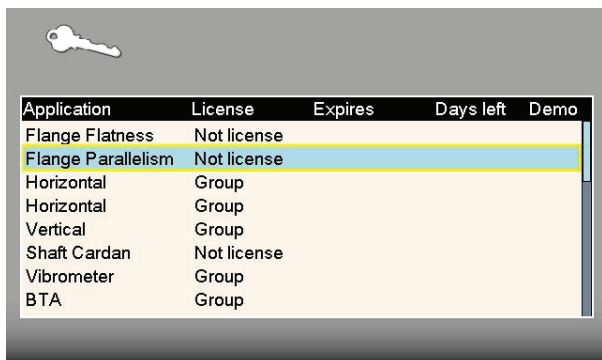 Application License Expires Days left Demo
Flange Flatness Not license
Flange Parallelism Not license
Horizontal Group
Horizontal Group
Vertical Group
Shaft Cardan Not license
Vibrometer Group
BTA Group